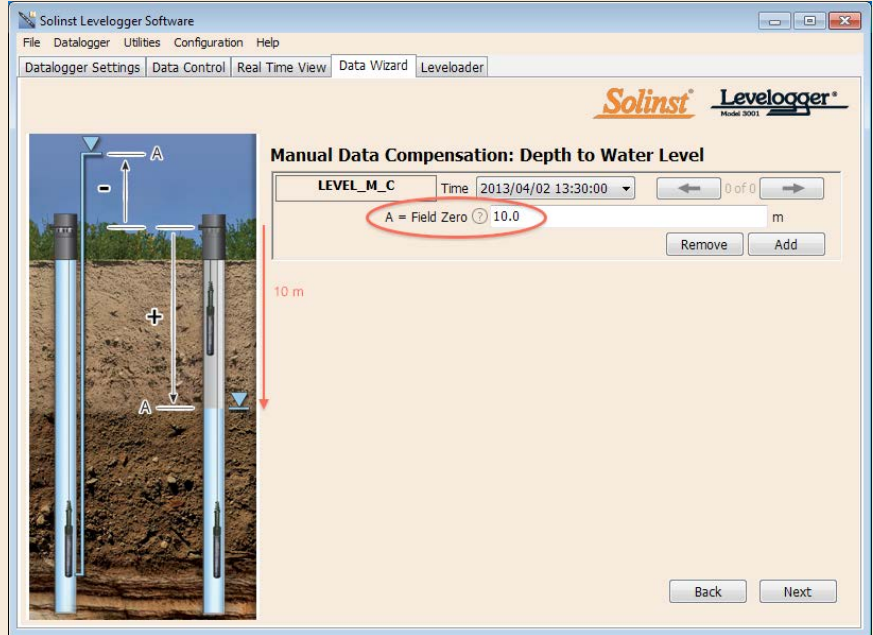 Solinst Levelogger Software
File Datalogger Utilities Configuration Help
Datalogger Settings Data Control Real Time View Data Wizard Leveloader
Solinst® Levelogger®
Model 3001
Manual Data Compensation: Depth to Water Level
LEVEL_M_C Time 2013/04/02 13:30:00 0 of 0
A = Field Zero ? 10.0 m
Remove Add
A
-
10 m
+
A
Back Next